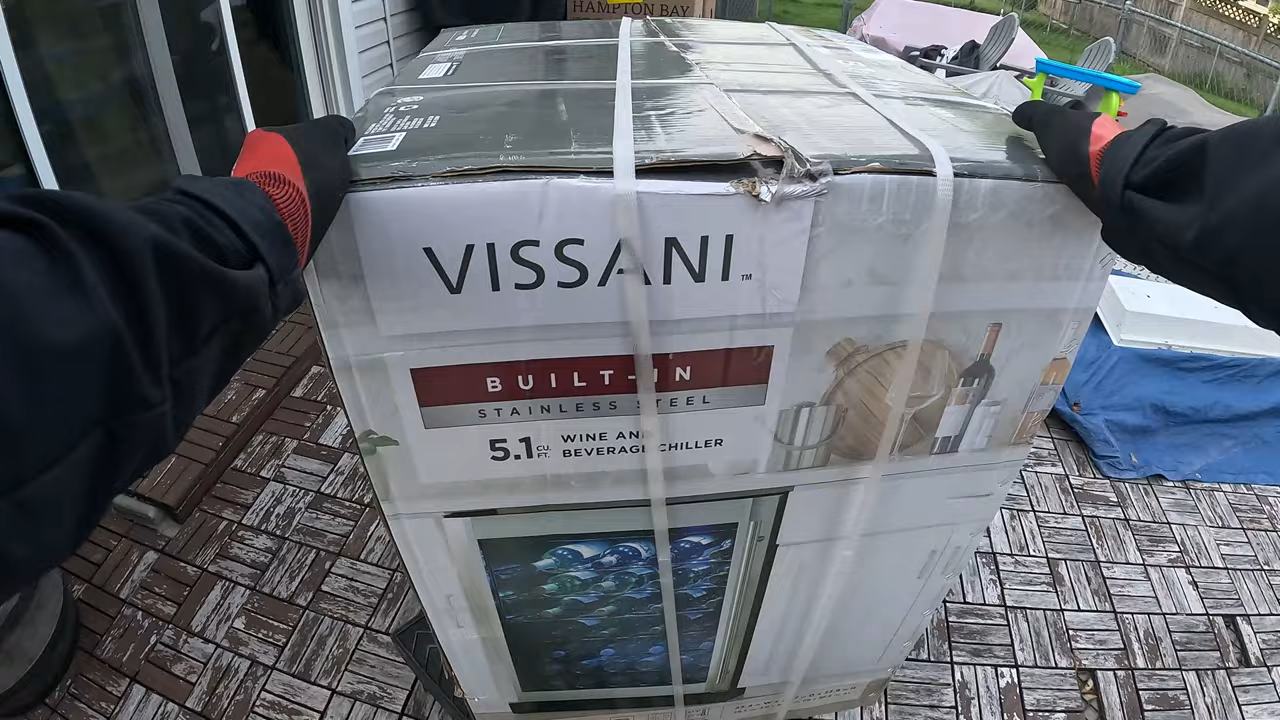 HAMPTON BAY
VISSANI™
BUILT-IN
STAINLESS STEEL
5.1 CU. FT.
WINE AND
BEVERAGE CHILLER